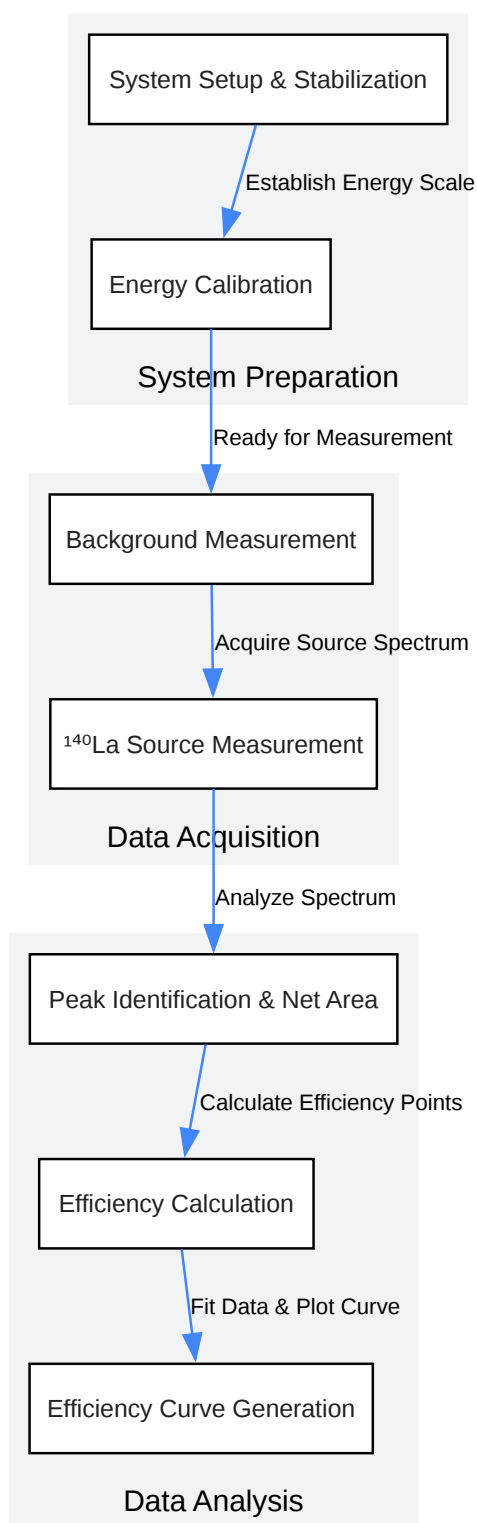 System Setup & Stabilization
Establish Energy Scale
Energy Calibration
System Preparation
Ready for Measurement
Background Measurement
Acquire Source Spectrum
¹⁴⁰La Source Measurement
Data Acquisition
Analyze Spectrum
Peak Identification & Net Area
Calculate Efficiency Points
Efficiency Calculation
Fit Data & Plot Curve
Efficiency Curve Generation
Data Analysis